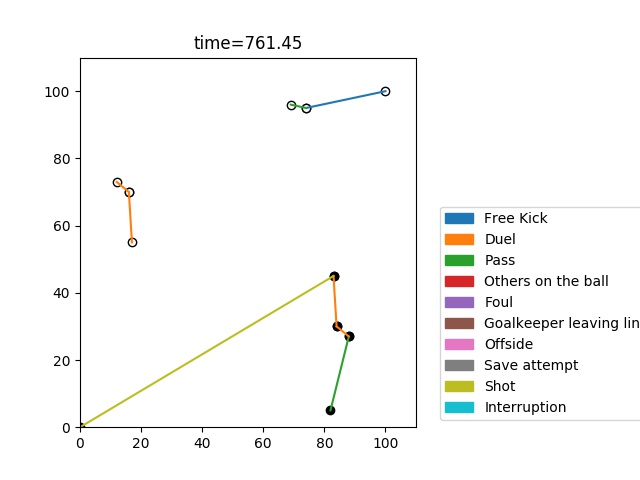 time=761.45
100
80
60
40
20
0
0 20 40 60 80 100
Free Kick
Duel
Pass
Others on the ball
Foul
Goalkeeper leaving lin
Offside
Save attempt
Shot
Interruption